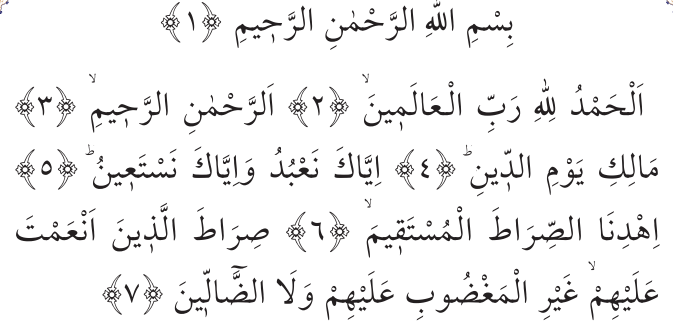 بِسْمِ اللّٰهِ الرَّحْمٰنِ الرَّحٖيمِ ﴿١﴾
اَلْحَمْدُ لِلّٰهِ رَبِّ الْعَالَمٖينَۙ ﴿٢﴾ اَلرَّحْمٰنِ الرَّحٖيمِۙ ﴿٣﴾
مَالِكِ يَوْمِ الدّٖينِؕ ﴿٤﴾ اِيَّاكَ نَعْبُدُ وَاِيَّاكَ نَسْتَعٖينُؕ ﴿٥﴾
اِهْدِنَا الصِّرَاطَ الْمُسْتَقٖيمَۙ ﴿٦﴾ صِرَاطَ الَّذٖينَ اَنْعَمْتَ
عَلَيْهِمْۙ غَيْرِ الْمَغْضُوبِ عَلَيْهِمْ وَلَا الضَّٓالّٖينَ ﴿٧﴾